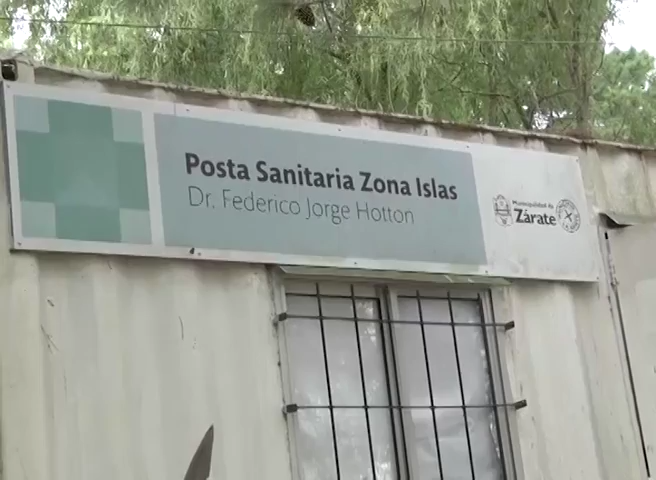 Posta Sanitaria Zona Islas
Dr. Federico Jorge Hotton
Municipalidad de
Zárate